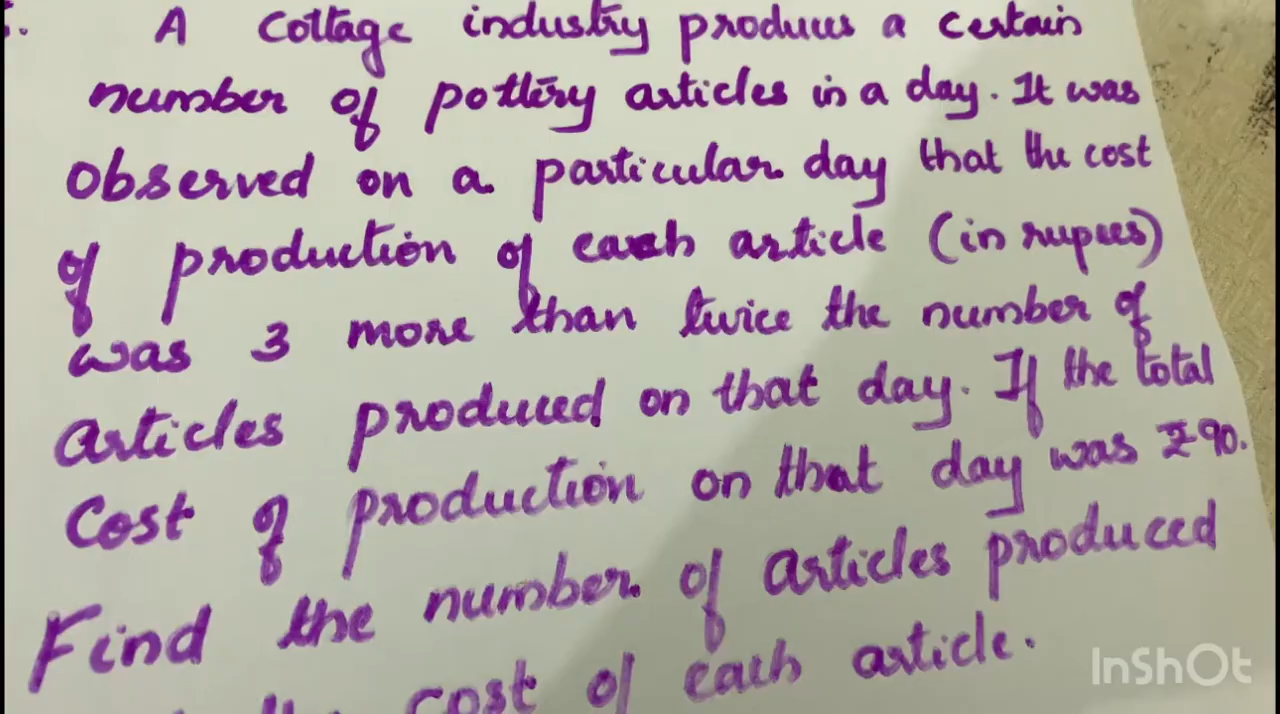 A Cottage industry produces a certain
number of pottery articles in a day. It was
Observed on a particular day that the cost
of production of each article (in rupees)
was 3 more than twice the number of
articles produced on that day. If the total
Cost of production on that day was ₹90.
Find the number of articles produced
cost of each article.
InShOt